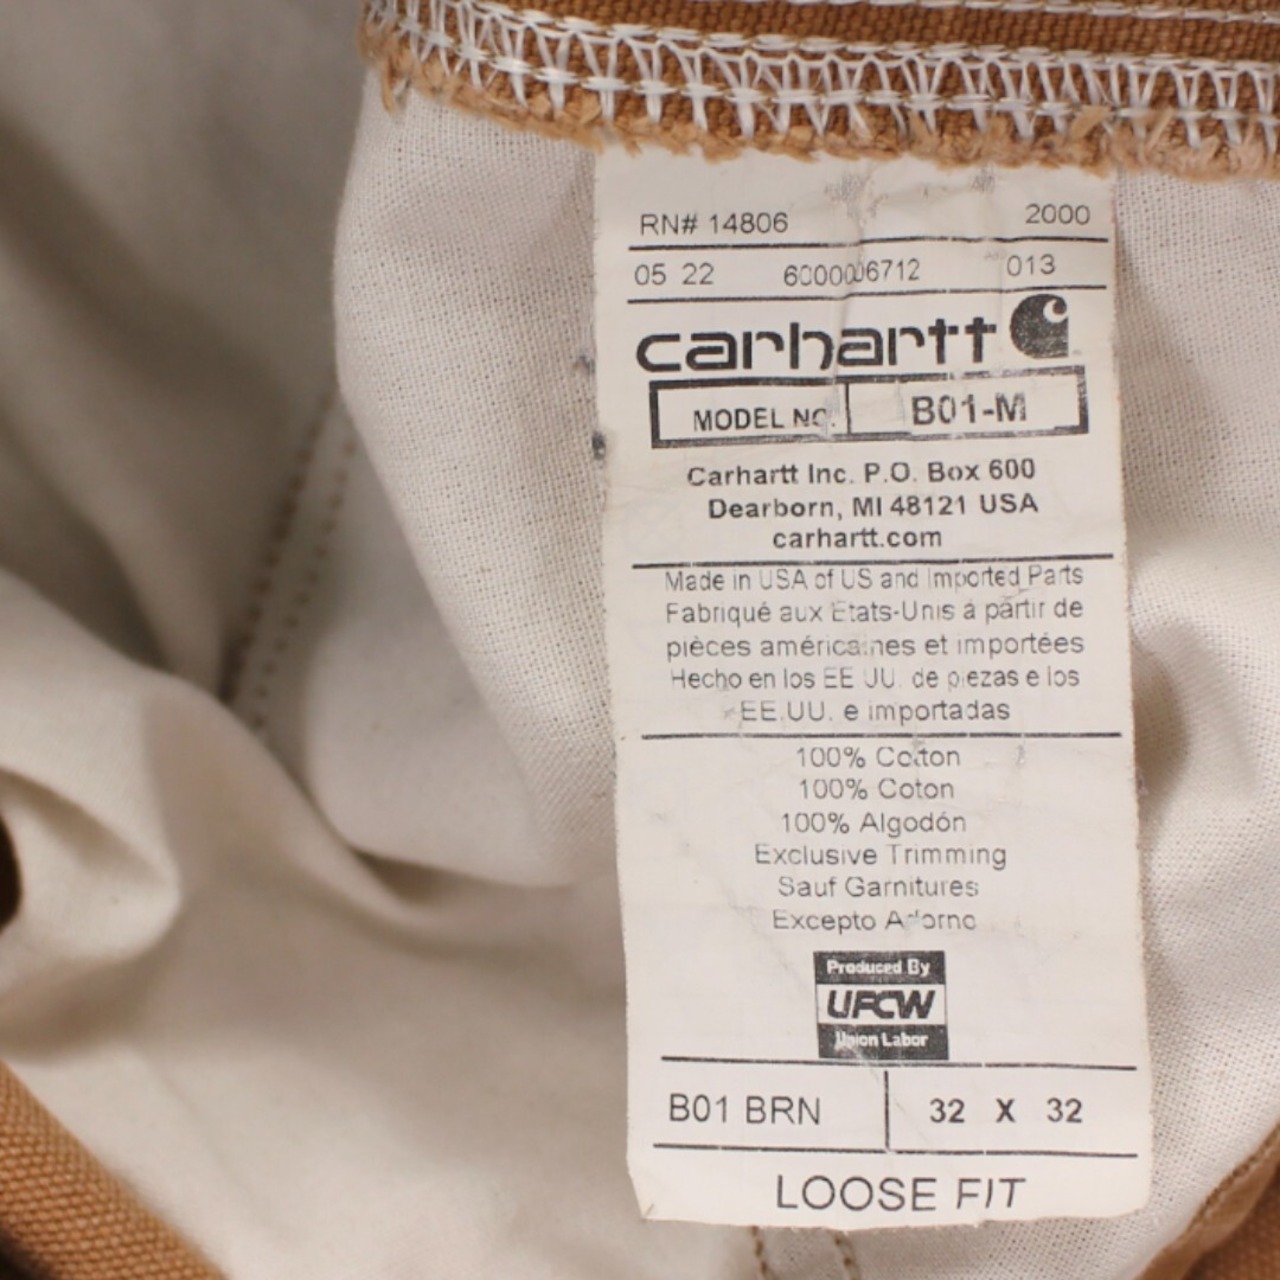 RN# 14806 2000
05 22 6000006712 013
carhartt
MODEL NO. B01-M
Carhartt Inc. P.O. Box 600
Dearborn, MI 48121 USA
carhartt.com
Made in USA of US and Imported Parts
Fabriqué aux États-Unis à partir de
pièces américaines et importées
Hecho en los EE UU. de piezas e los
EE.UU. e importadas
100% Cotton
100% Coton
100% Algodón
Exclusive Trimming
Sauf Garnitures
Excepto Adorno
Produced By
UFCW
Union Labor
B01 BRN 32 X 32
LOOSE FIT